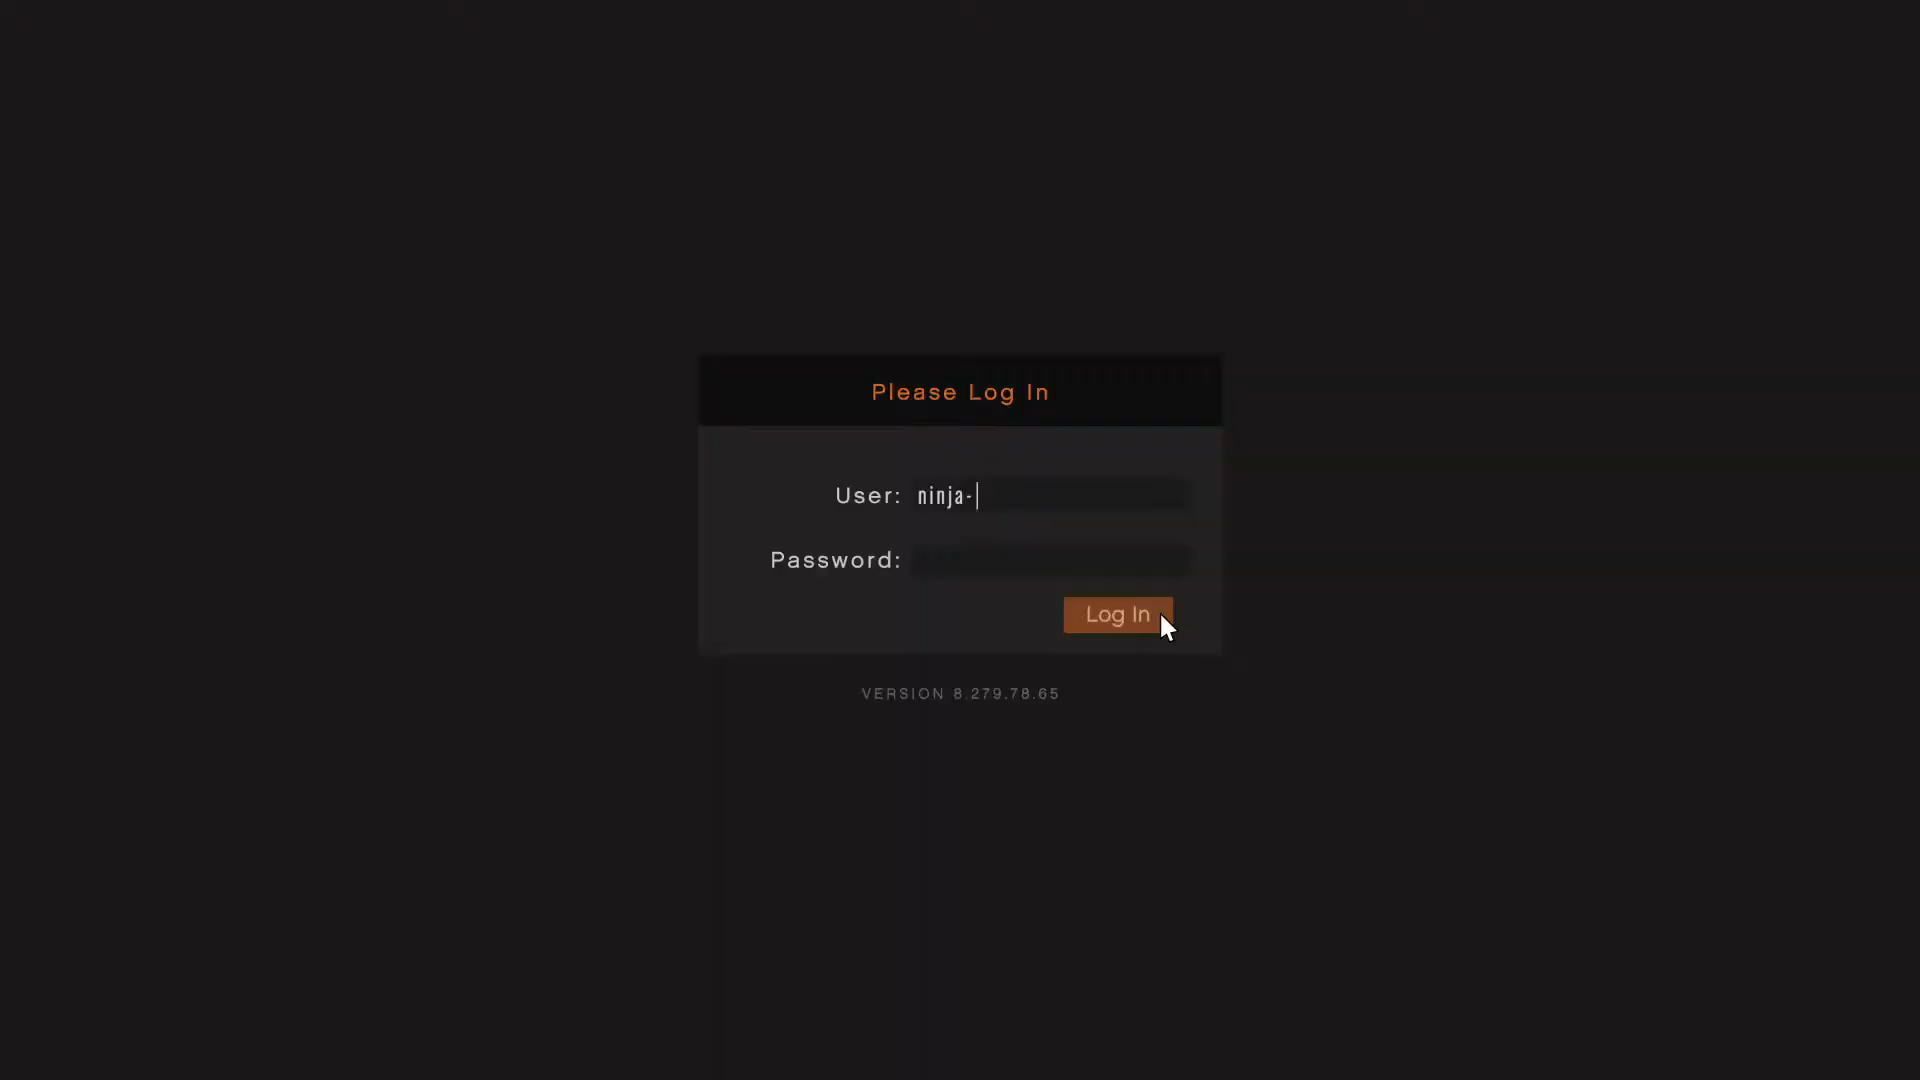 Please Log In
User: ninja-
Password:
Log In
VERSION 8.279.78.65